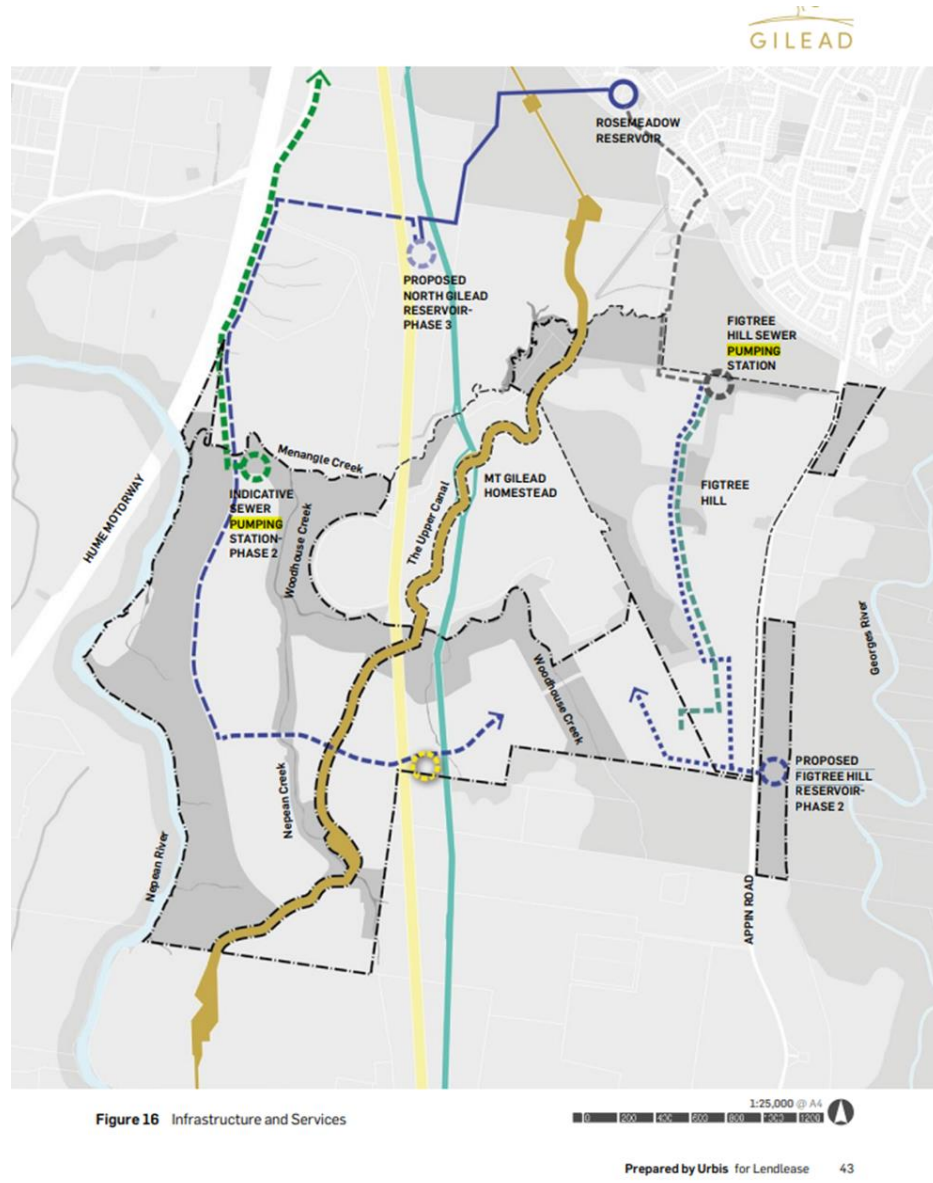 GILEAD
ROSEMEADOW
RESERVOIR
PROPOSED
NORTH GILEAD
RESERVOIR-
PHASE 3
FIGTREE
HILL SEWER
PUMPING
STATION
Menangle Creek
HUME MOTORWAY
INDICATIVE
SEWER
PUMPING
STATION-
PHASE 2
Woodhouse Creek
The Upper Canal
MT GILEAD
HOMESTEAD
FIGTREE
HILL
Georges River
Woodhouse Creek
Nepean Creek
Nepean River
PROPOSED
FIGTREE HILL
RESERVOIR-
PHASE 2
APPIN ROAD
1:25,000 @ A4
0 200 400 600 800 1000 1200
Figure 16 Infrastructure and Services
Prepared by Urbis for Lendlease 43